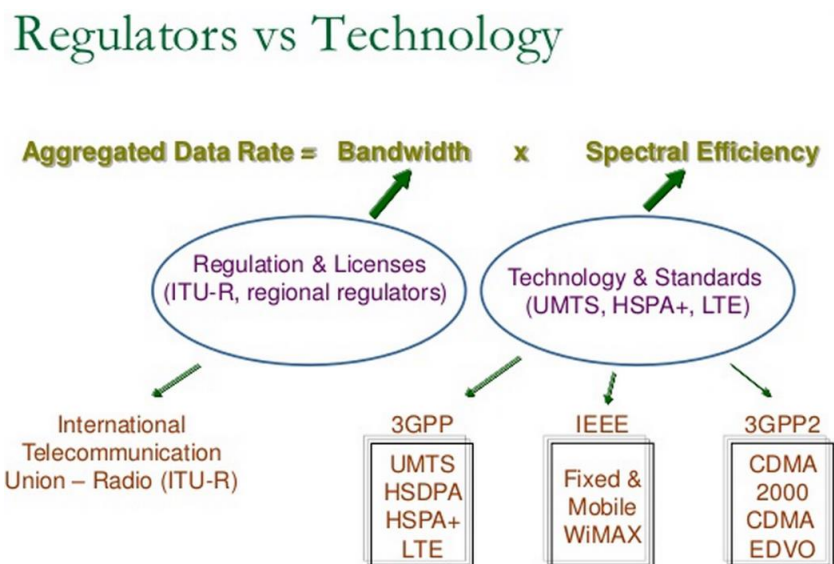 Regulators vs Technology
Aggregated Data Rate = Bandwidth x Spectral Efficiency
Regulation & Licenses
(ITU-R, regional regulators)
Technology & Standards
(UMTS, HSPA+, LTE)
International
Telecommunication
Union – Radio (ITU-R)
3GPP
UMTS
HSDPA
HSPA+
LTE
IEEE
Fixed &
Mobile
WiMAX
3GPP2
CDMA
2000
CDMA
EDVO